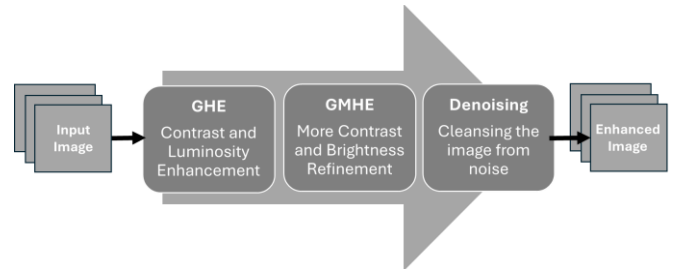 Input
Image
GHE
Contrast and
Luminosity
Enhancement
GMHE
More Contrast
and Brightness
Refinement
Denoising
Cleansing the
image from
noise
Enhanced
Image